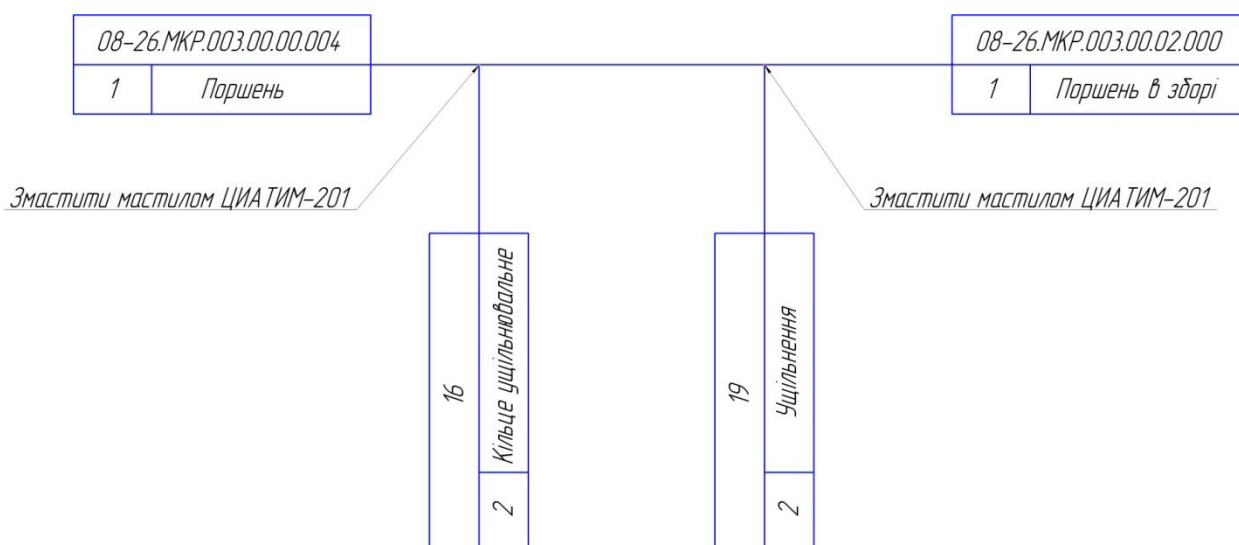 08-26.МКР.003.00.00.004
1 Поршень
08-26.МКР.003.00.02.000
1 Поршень в зборі
Змастити мастилом ЦИАТИМ-201
Змастити мастилом ЦИАТИМ-201
16
Кільце ущільнювальне
2
19
Ущільнення
2